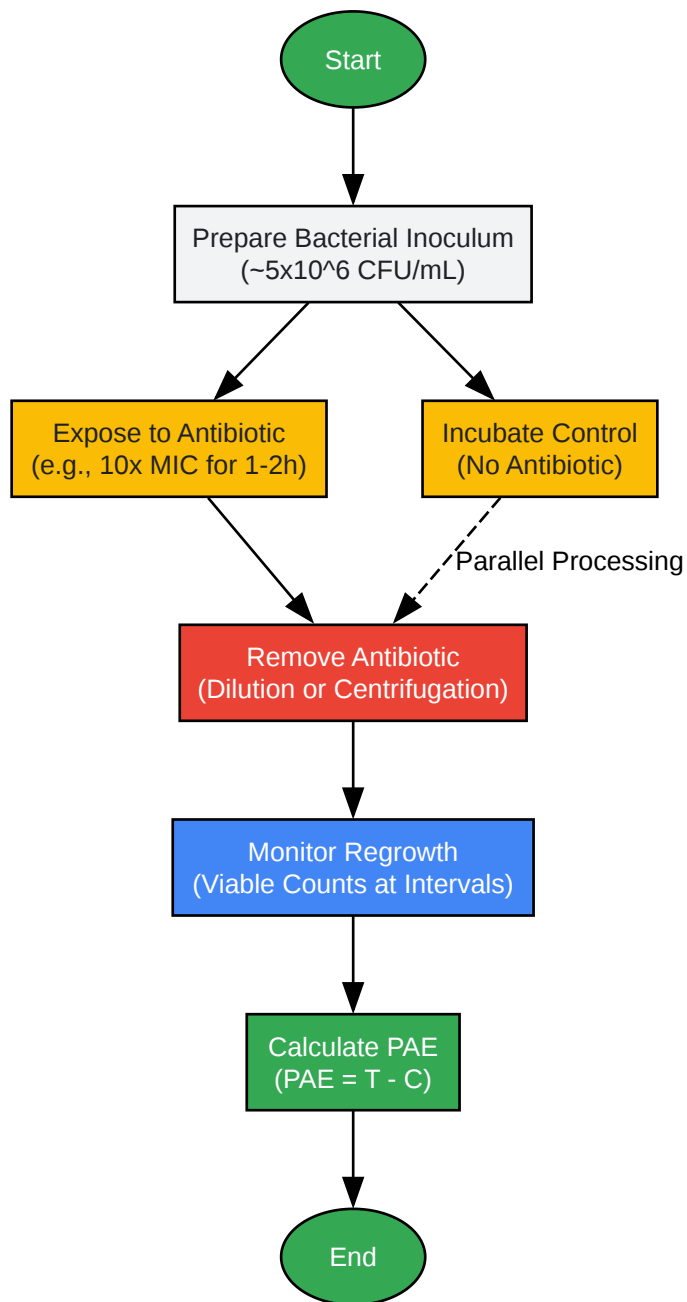 Start
Prepare Bacterial Inoculum
(~5x10^6 CFU/mL)
Expose to Antibiotic
(e.g., 10x MIC for 1-2h)
Incubate Control
(No Antibiotic)
Parallel Processing
Remove Antibiotic
(Dilution or Centrifugation)
Monitor Regrowth
(Viable Counts at Intervals)
Calculate PAE
(PAE = T - C)
End